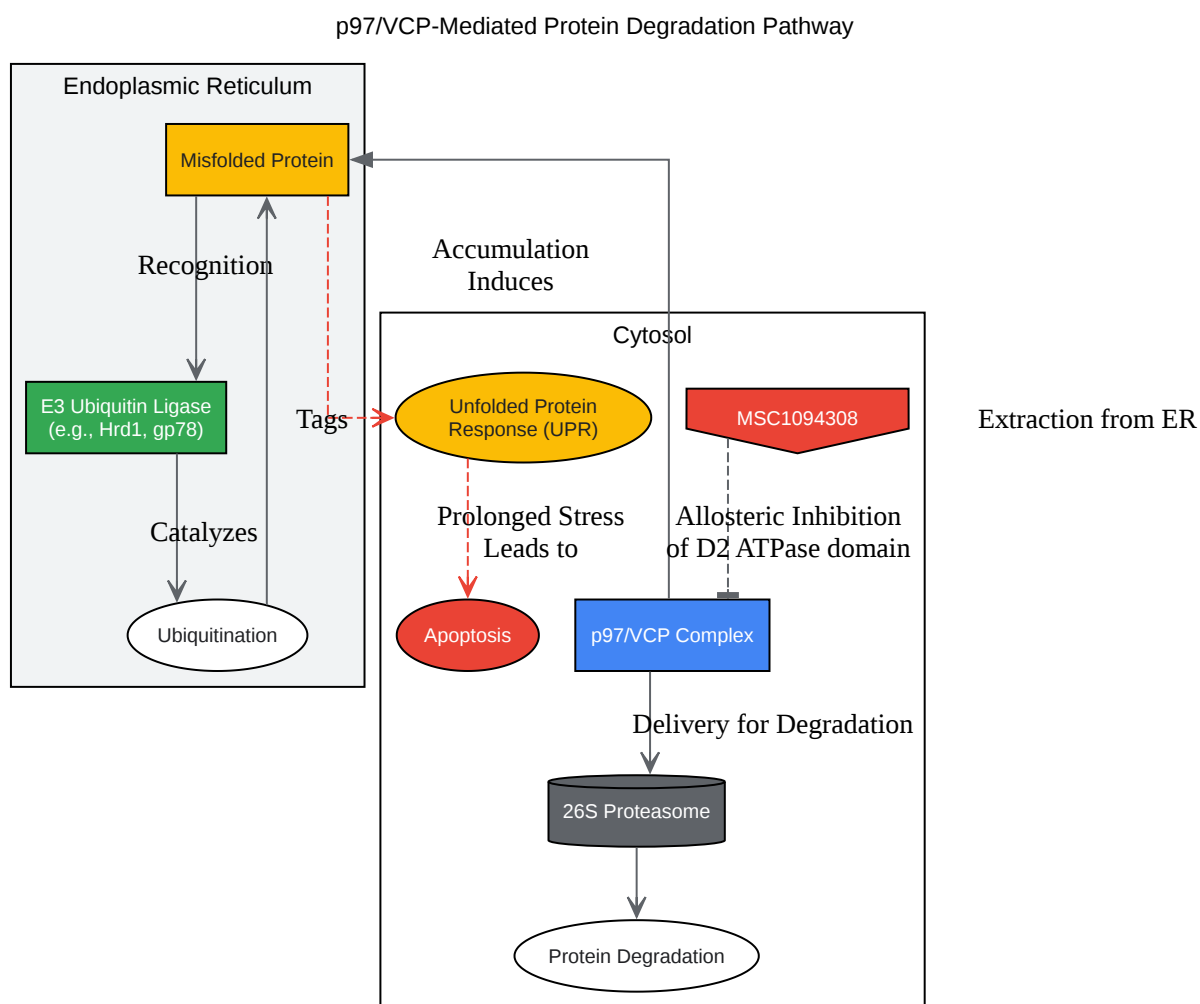 p97/VCP-Mediated Protein Degradation Pathway
Endoplasmic Reticulum
Misfolded Protein
Recognition
Accumulation
Induces
Cytosol
E3 Ubiquitin Ligase
(e.g., Hrd1, gp78)
Tags
Unfolded Protein
Response (UPR)
MSC1094308
Extraction from ER
Catalyzes
Prolonged Stress
Leads to
Allosteric Inhibition
of D2 ATPase domain
Ubiquitination
Apoptosis
p97/VCP Complex
Delivery for Degradation
26S Proteasome
Protein Degradation